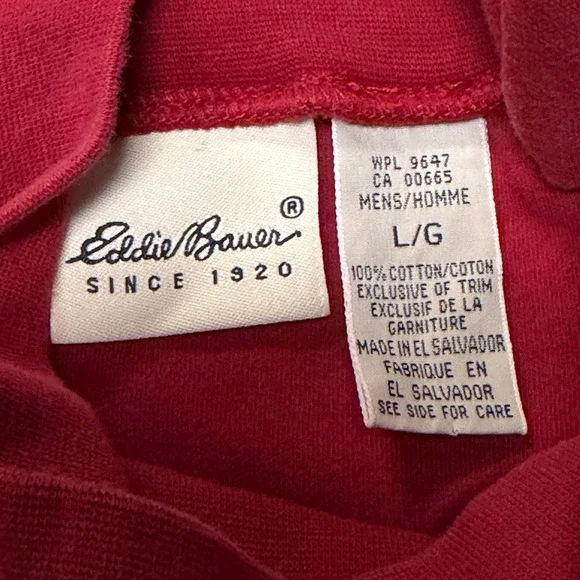 Eddie Bauer ®
SINCE 1920
WPL 9647
CA 00665
MENS/HOMME
L/G
100% COTTON/COTON
EXCLUSIVE OF TRIM
EXCLUSIF DE LA
GARNITURE
MADE IN EL SALVADOR
FABRIQUE EN
EL SALVADOR
SEE SIDE FOR CARE